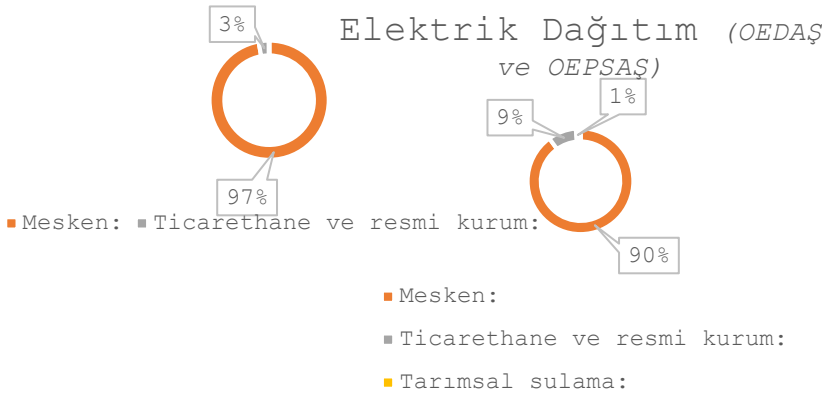 3%
97%
Mesken: Ticarethane ve resmi kurum:
Elektrik Dağıtım (OEDAŞ
ve OEPSAŞ)
1%
9%
90%
Mesken:
Ticarethane ve resmi kurum:
Tarımsal sulama: